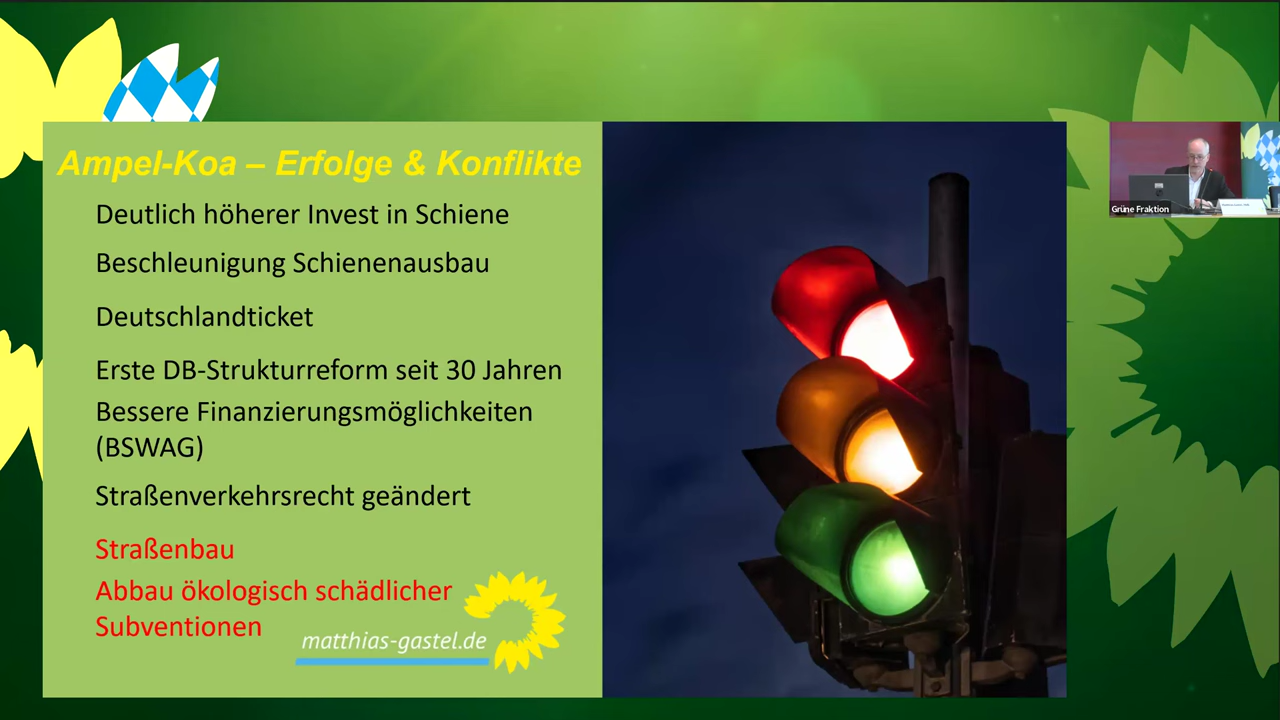 Ampel-Koa – Erfolge & Konflikte
Deutlich höherer Invest in Schiene
Beschleunigung Schienenausbau
Deutschlandticket
Erste DB-Strukturreform seit 30 Jahren
Bessere Finanzierungsmöglichkeiten
(BSWAG)
Straßenverkehrsrecht geändert
Straßenbau
Abbau ökologisch schädlicher
Subventionen
matthias-gastel.de
Grüne Fraktion